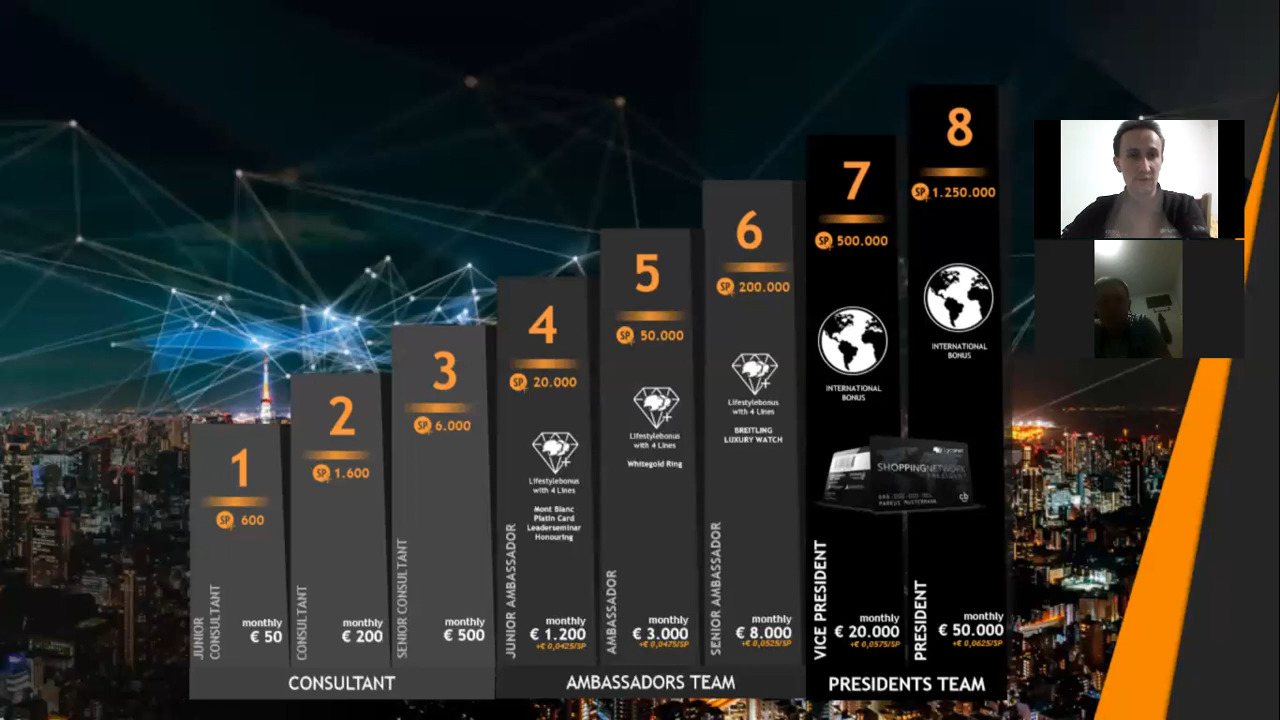 1
SP 600
JUNIOR
CONSULTANT
monthly
€ 50
2
SP 1.600
CONSULTANT
monthly
€ 200
3
SP 6.000
SENIOR CONSULTANT
monthly
€ 500
CONSULTANT
4
SP 20.000
Lifestylebonus
with 4 Lines
Mont Blanc
Platin Card
Leaderseminar
Honouring
JUNIOR AMBASSADOR
monthly
€ 1.200
+€ 0,0425/SP
5
SP 50.000
Lifestylebonus
with 4 Lines
Whitegold Ring
AMBASSADOR
monthly
€ 3.000
+€ 0,0475/SP
6
SP 200.000
Lifestylebonus
with 4 Lines
BREITLING
LUXURY WATCH
SENIOR AMBASSADOR
monthly
€ 8.000
+€ 0,0525/SP
AMBASSADORS TEAM
7
SP 500.000
INTERNATIONAL
BONUS
VICE PRESIDENT
monthly
€ 20.000
+€ 0,0575/SP
8
SP 1.250.000
INTERNATIONAL
BONUS
SHOPPINGNETWORK
PRESIDENT
monthly
€ 50.000
+€ 0,0625/SP
PRESIDENTS TEAM